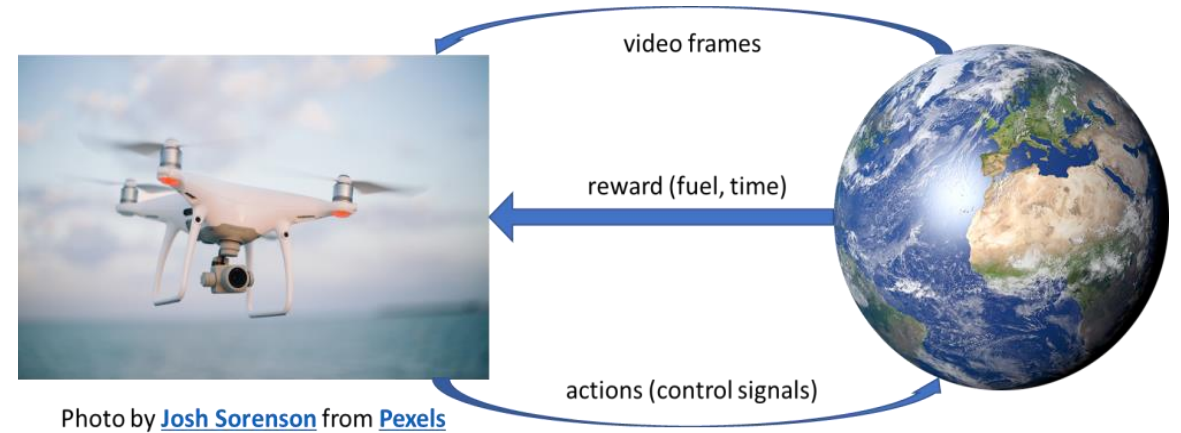 video frames
reward (fuel, time)
actions (control signals)
Photo by Josh Sorenson from Pexels